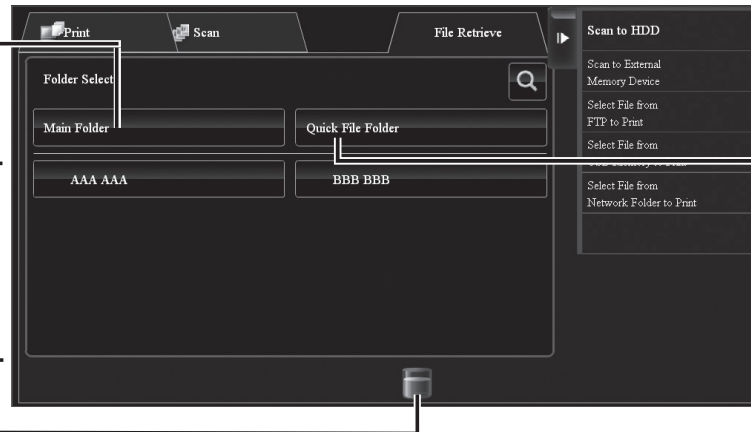 Print
Scan
File Retrieve
Folder Select
Main Folder
Quick File Folder
AAA AAA
BBB BBB
Scan to HDD
Scan to External
Memory Device
Select File from
FTP to Print
Select File from
Select File from
Network Folder to Print